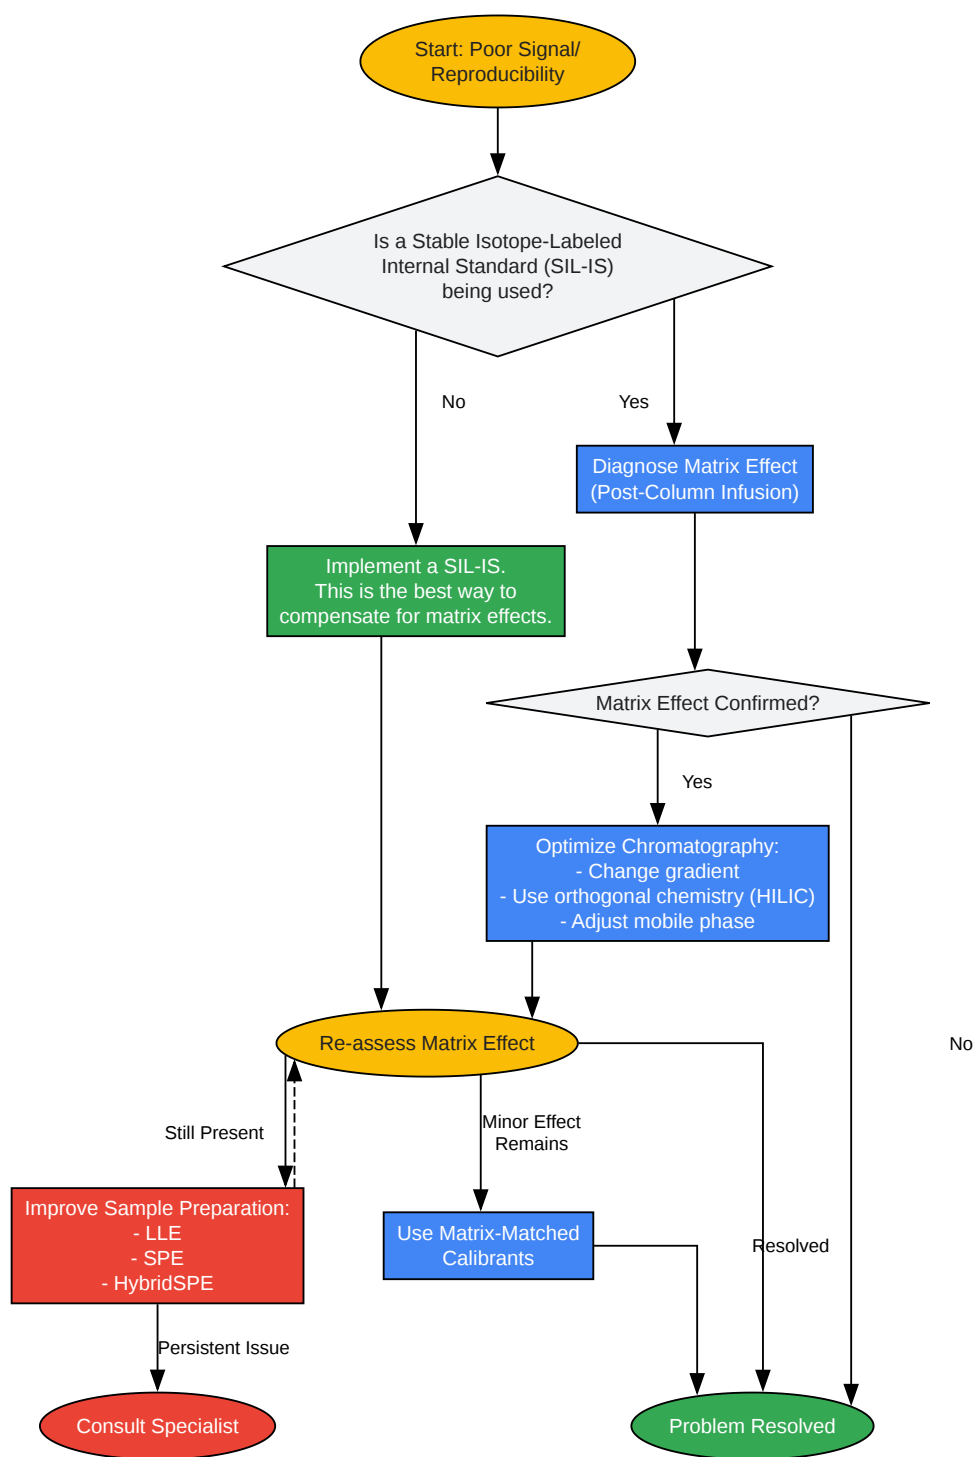 Start: Poor Signal/
Reproducibility
Is a Stable Isotope-Labeled
Internal Standard (SIL-IS)
being used?
No
Yes
Diagnose Matrix Effect
(Post-Column Infusion)
Implement a SIL-IS.
This is the best way to
compensate for matrix effects.
Matrix Effect Confirmed?
Yes
Optimize Chromatography:
- Change gradient
- Use orthogonal chemistry (HILIC)
- Adjust mobile phase
Re-assess Matrix Effect
No
Still Present
Minor Effect
Remains
Improve Sample Preparation:
- LLE
- SPE
- HybridSPE
Use Matrix-Matched
Calibrants
Resolved
Persistent Issue
Consult Specialist
Problem Resolved